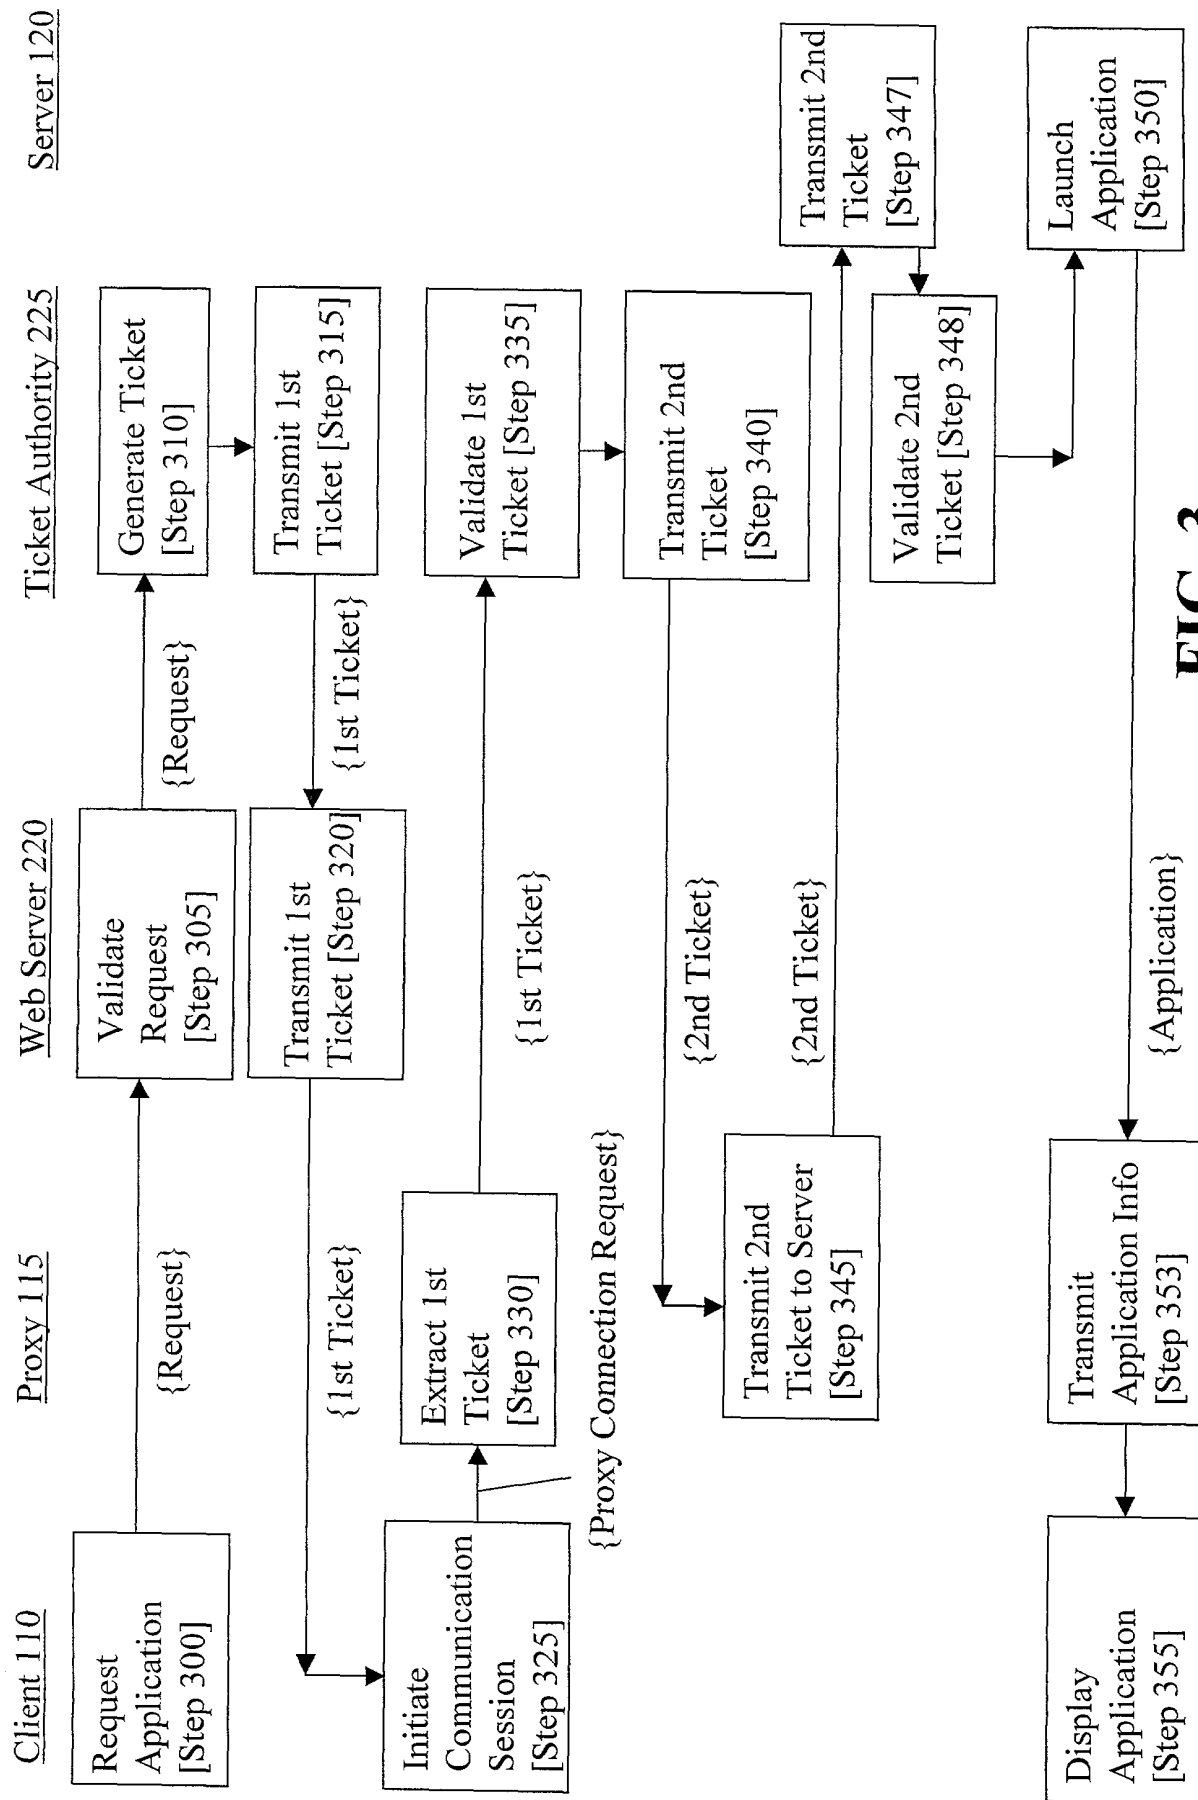 Client 110
Proxy 115
Web Server 220
Ticket Authority 225
Server 120
Request
Application
[Step 300]
{Request}
Validate
Request
[Step 305]
{Request}
Generate Ticket
[Step 310]
Transmit 1st
Ticket [Step 315]
{1st Ticket}
Transmit 1st
Ticket [Step 320]
{1st Ticket}
Initiate
Communication
Session
[Step 325]
{Proxy Connection Request}
Extract 1st
Ticket
[Step 330]
{1st Ticket}
Validate 1st
Ticket [Step 335]
Transmit 2nd
Ticket
[Step 340]
{2nd Ticket}
Transmit 2nd
Ticket to Server
[Step 345]
{2nd Ticket}
Transmit 2nd
Ticket
[Step 347]
Validate 2nd
Ticket [Step 348]
Launch
Application
[Step 350]
{Application}
Transmit
Application Info
[Step 353]
Display
Application
[Step 355]
FIG. 3